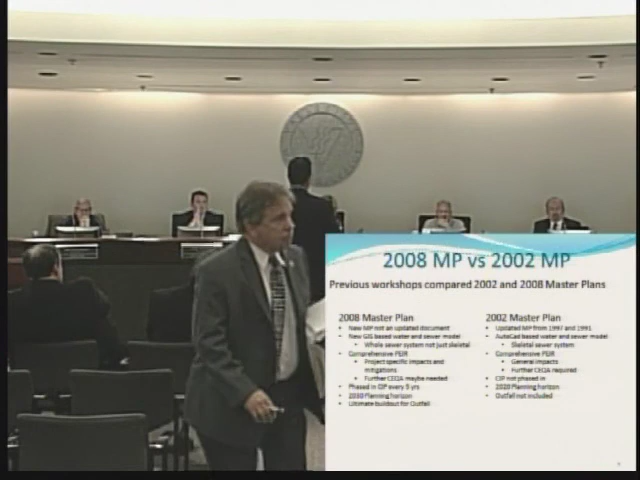 2008 MP vs 2002 MP
Previous workshops compared 2002 and 2008 Master Plans
2008 Master Plan
• New MP not an updated document
• New GIS based water and sewer model
• Whole sewer system not just skeletal
• Comprehensive PEIR
• Project specific impacts and
mitigations
• Further CEQA maybe needed
• Phased in CIP every 5 yrs
• 2030 Planning horizon
• Ultimate buildout for Outfall
2002 Master Plan
• Updated MP from 1997 and 1991
• AutoCad based water and sewer model
• Skeletal sewer system
• Comprehensive PEIR
• General impacts
• Further CEQA required
• CIP not phased in
• 2020 Planning horizon
• Outfall not included